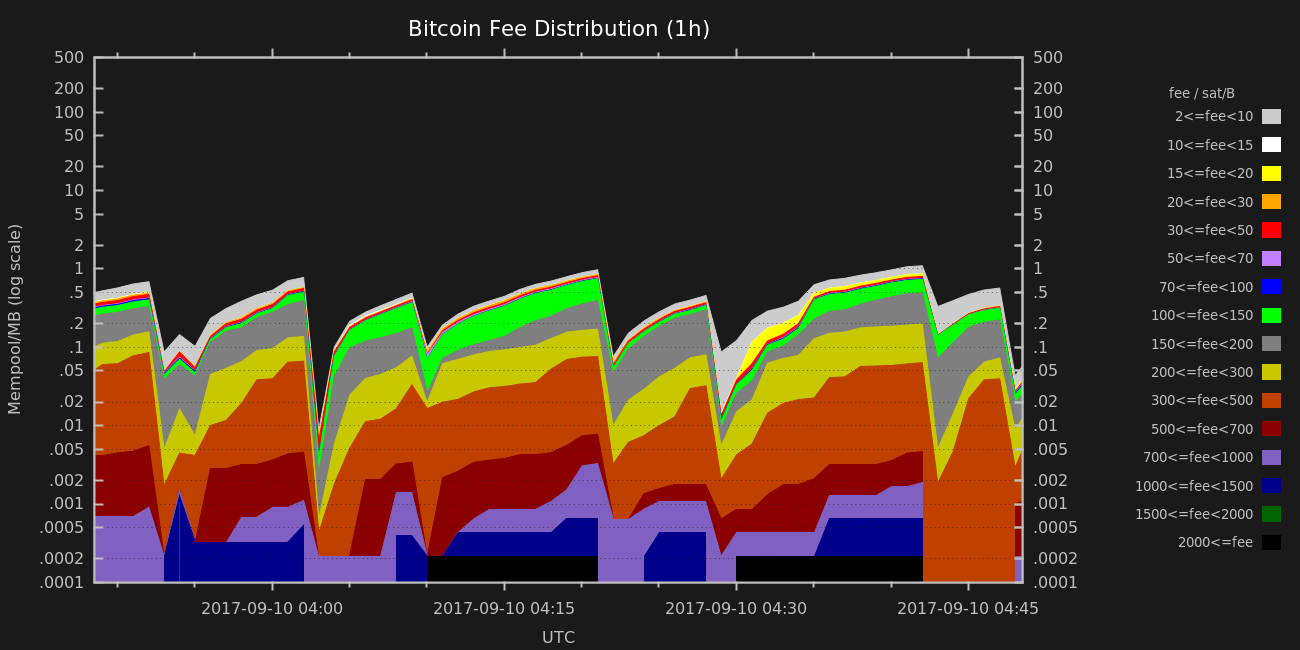 Bitcoin Fee Distribution (1h)
Mempool/MB (log scale)
500
200
100
50
20
10
5
2
1
.5
.2
.1
.05
.02
.01
.005
.002
.001
.0005
.0002
.0001
500
200
100
50
20
10
5
2
1
.5
.2
.1
.05
.02
.01
.005
.002
.001
.0005
.0002
.0001
2017-09-10 04:00
2017-09-10 04:15
2017-09-10 04:30
2017-09-10 04:45
UTC
fee / sat/B
2<=fee<10
10<=fee<15
15<=fee<20
20<=fee<30
30<=fee<50
50<=fee<70
70<=fee<100
100<=fee<150
150<=fee<200
200<=fee<300
300<=fee<500
500<=fee<700
700<=fee<1000
1000<=fee<1500
1500<=fee<2000
2000<=fee